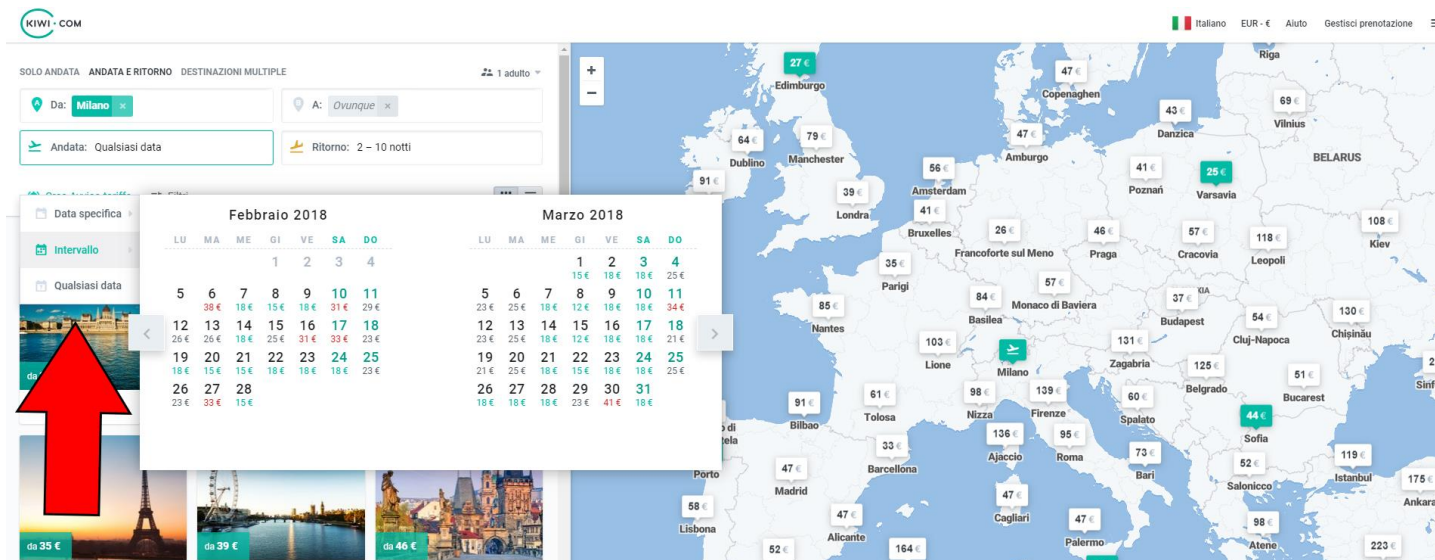 KIWI·COM
Italiano EUR - € Aiuto Gestisci prenotazione
SOLO ANDATA ANDATA E RITORNO DESTINAZIONI MULTIPLE 1 adulto
Da: Milano × A: Ovunque ×
Andata: Qualsiasi data Ritorno: 2 – 10 notti
Data specifica
Intervallo
Qualsiasi data
Febbraio 2018
LU MA ME GI VE SA DO
1 2 3 4
5 6 7 8 9 10 11
38 € 18 € 15 € 18 € 31 € 29 €
12 13 14 15 16 17 18
26 € 26 € 18 € 25 € 31 € 33 € 23 €
19 20 21 22 23 24 25
18 € 15 € 15 € 18 € 18 € 18 € 23 €
26 27 28
23 € 33 € 15 €
Marzo 2018
LU MA ME GI VE SA DO
1 2 3 4
15 € 18 € 18 € 25 €
5 6 7 8 9 10 11
23 € 25 € 18 € 12 € 18 € 18 € 34 €
12 13 14 15 16 17 18
23 € 25 € 18 € 12 € 18 € 18 € 21 €
19 20 21 22 23 24 25
21 € 25 € 18 € 15 € 18 € 18 € 25 €
26 27 28 29 30 31
18 € 18 € 18 € 23 € 41 € 18 €
da 35 €
da 39 €
da 46 €
+
−
27 €
Edimburgo
47 €
Copenaghen
Riga
69 €
Vilnius
43 €
Danzica
64 €
Dublino
79 €
Manchester
47 €
Amburgo
BELARUS
91 €
56 €
Amsterdam
41 €
Poznań
25 €
Varsavia
39 €
Londra
41 €
Bruxelles
26 €
Francoforte sul Meno
46 €
Praga
57 €
Cracovia
118 €
Leopoli
108 €
Kiev
35 €
Parigi
57 €
Monaco di Baviera
84 €
Basilea
37 €
Budapest
85 €
Nantes
54 €
Cluj-Napoca
130 €
Chișinău
103 €
Lione
Milano
131 €
Zagabria
125 €
Belgrado
51 €
Bucarest
91 €
Bilbao
61 €
Tolosa
98 €
Nizza
139 €
Firenze
60 €
Spalato
44 €
Sofia
136 €
Ajaccio
95 €
Roma
73 €
Bari
52 €
Salonicco
119 €
Istanbul
175 €
Ankara
Porto
47 €
Madrid
33 €
Barcellona
47 €
Cagliari
58 €
Lisbona
47 €
Alicante
47 €
Palermo
98 €
Atene
52 €
164 €
223 €